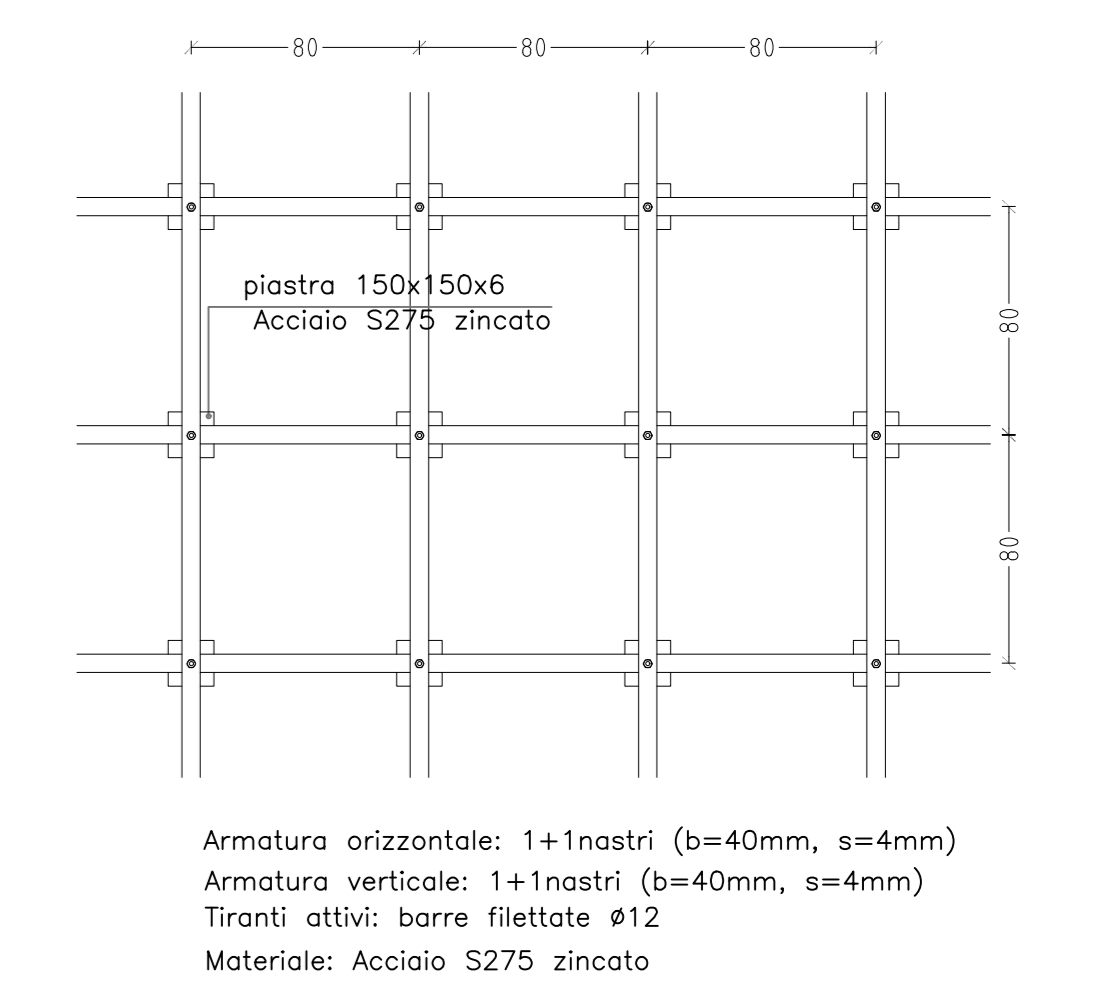 80 80 80
piastra 150x150x6
Acciaio S275 zincato
80
80
Armatura orizzontale: 1+1nastri (b=40mm, s=4mm)
Armatura verticale: 1+1nastri (b=40mm, s=4mm)
Tiranti attivi: barre filettate ø12
Materiale: Acciaio S275 zincato